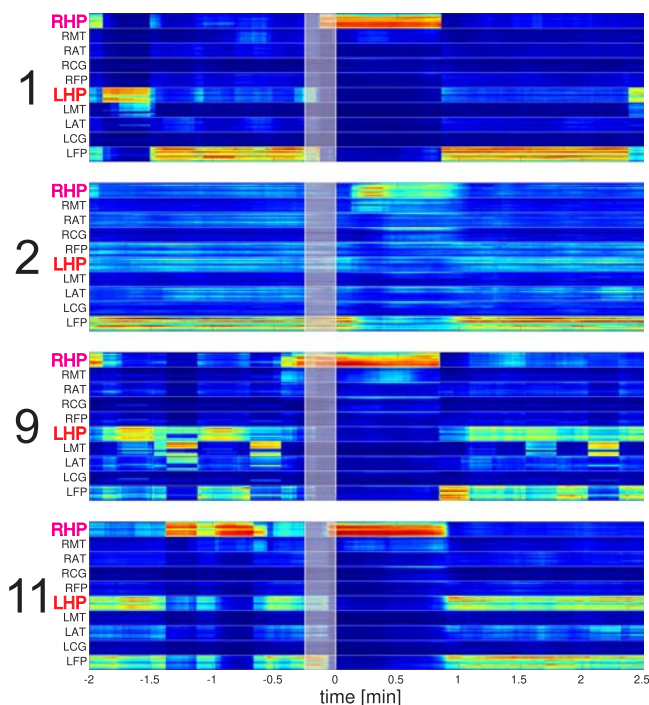 1
RHP
RMT
RAT
RCG
RFP
LHP
LMT
LAT
LCG
LFP
2
RHP
RMT
RAT
RCG
RFP
LHP
LMT
LAT
LCG
LFP
9
RHP
RMT
RAT
RCG
RFP
LHP
LMT
LAT
LCG
LFP
11
RHP
RMT
RAT
RCG
RFP
LHP
LMT
LAT
LCG
LFP
-2 -1.5 -1 -0.5 0 0.5 1 1.5 2 2.5
time [min]